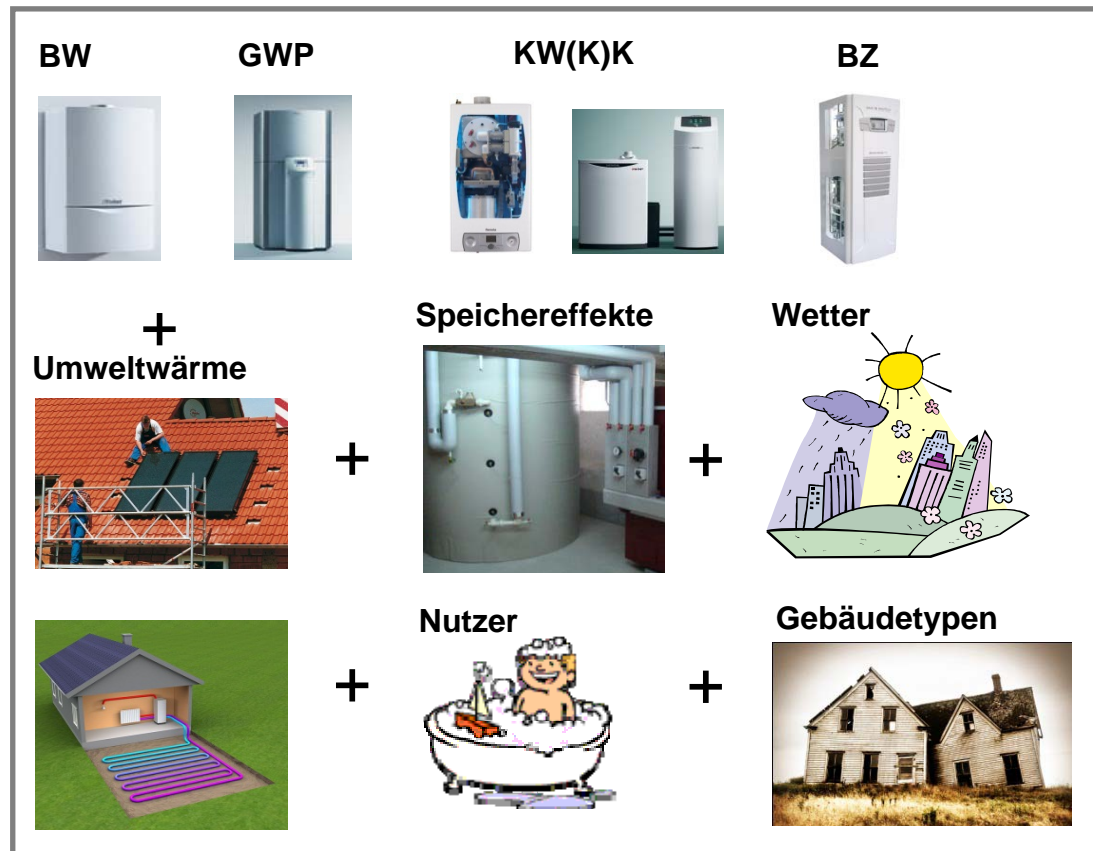 BW
GWP
KW(K)K
BZ
+
Umweltwärme
Speichereffekte
Wetter
+
+
Nutzer
Gebäudetypen
+
+